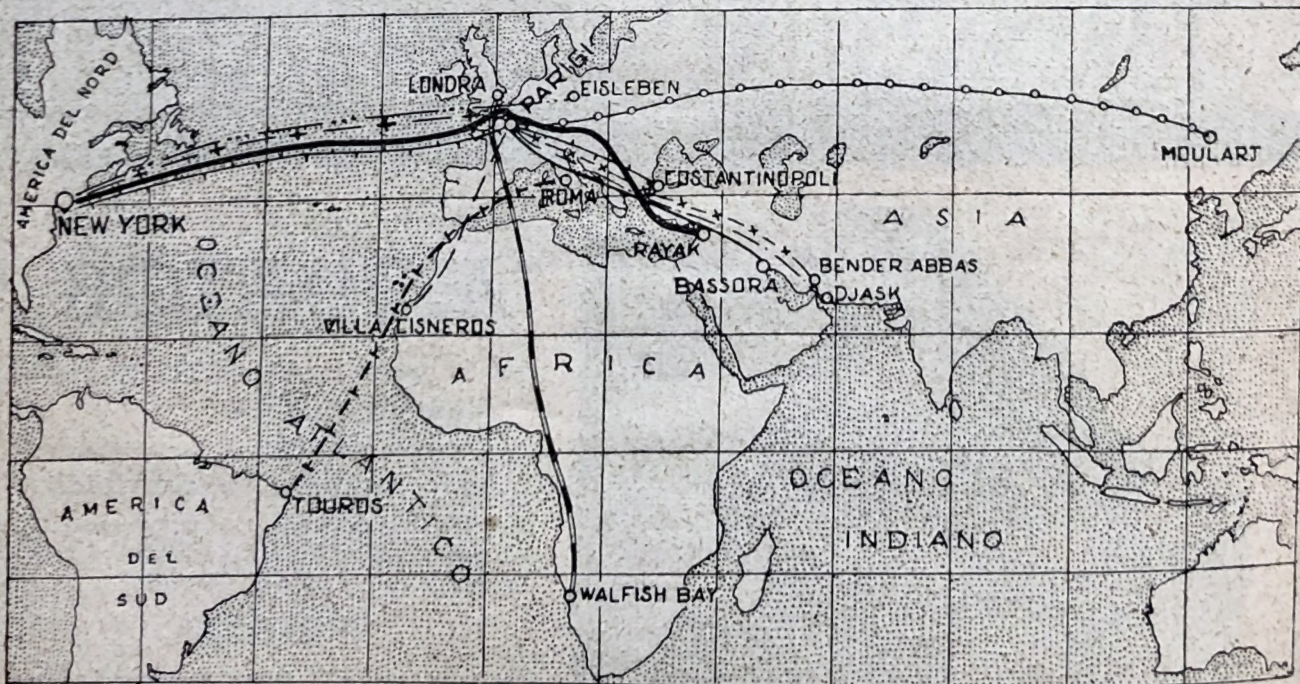 AMERICA DEL NORD
LONDRA
PARIGI
EISLEBEN
MOULART
NEW YORK
ROMA
COSTANTINOPOLI
ASIA
RAYAK
BASSORA
BENDER ABBAS
DJASK
VILLA CISNEROS
OCEANO
ATLANTICO
AFRICA
TOUROS
AMERICA
DEL
SUD
OCEANO
INDIANO
WALFISH BAY